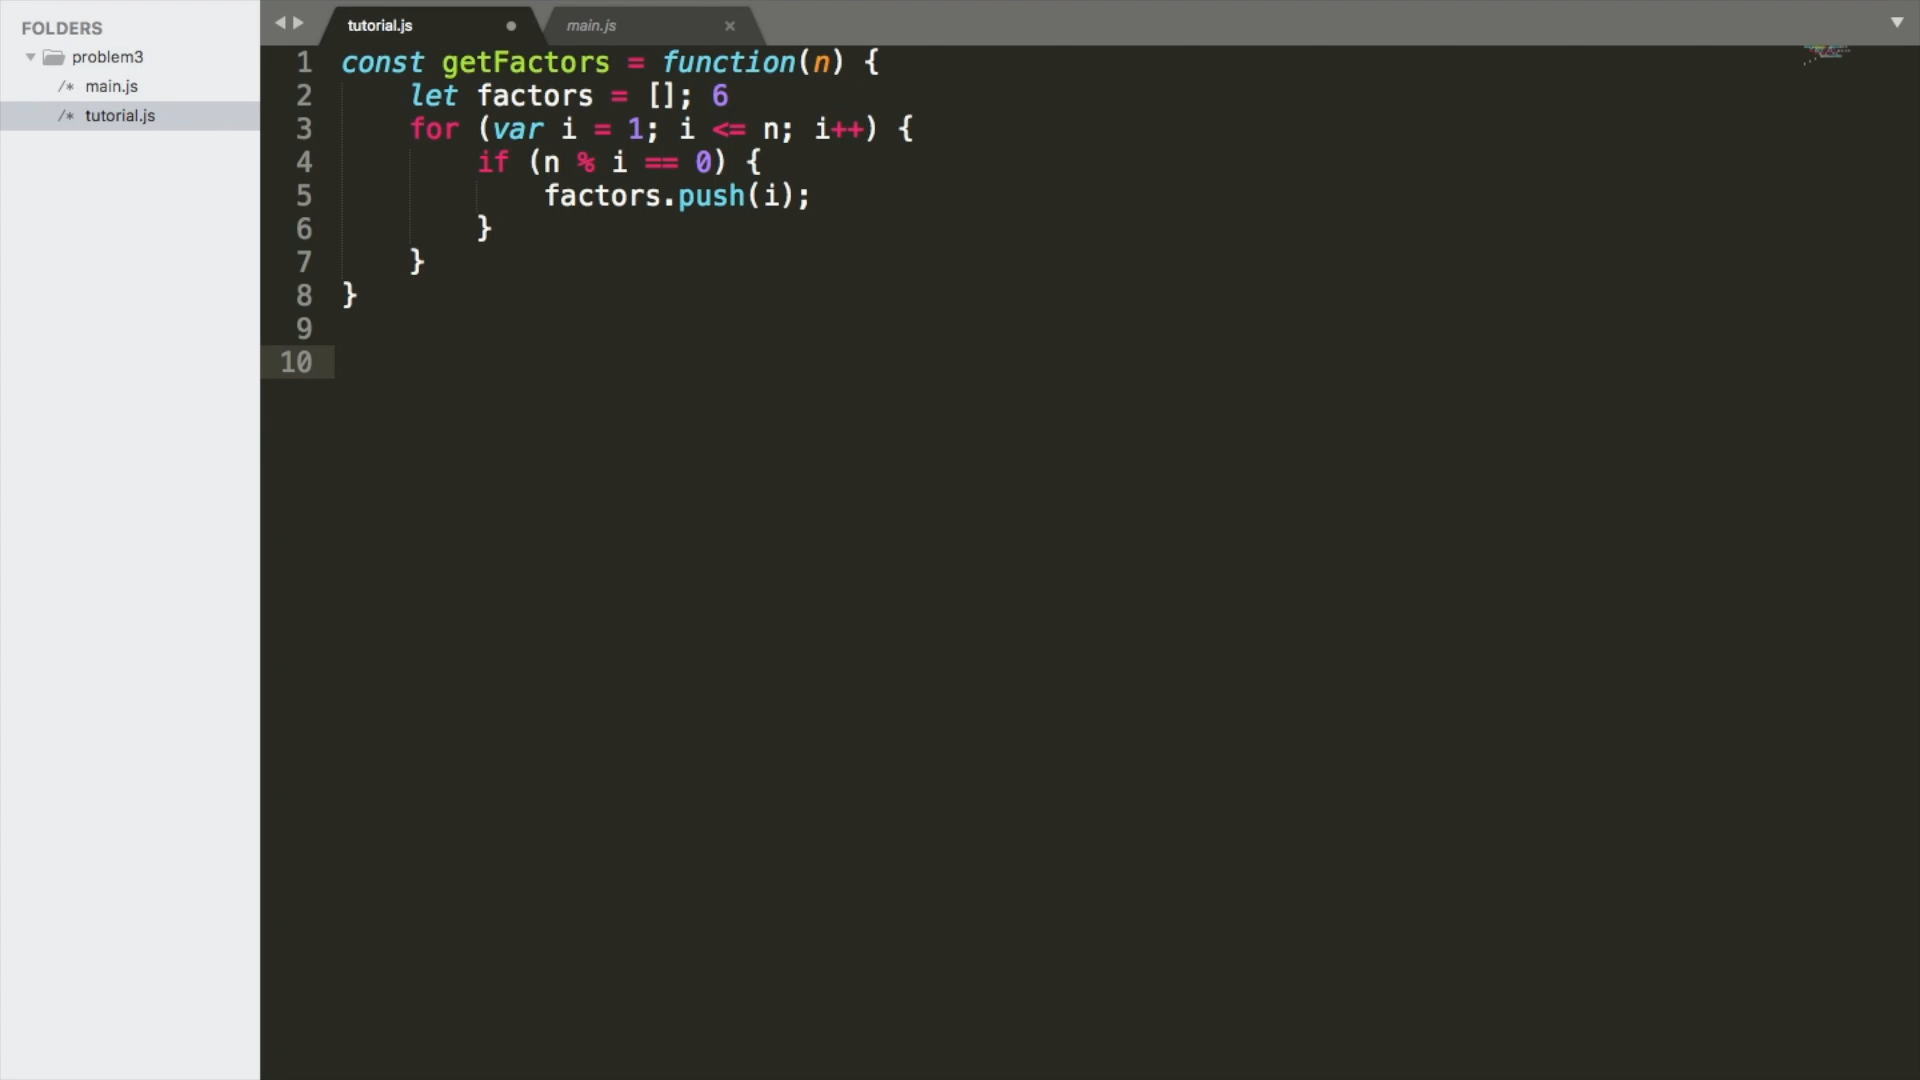 FOLDERS
problem3
/* main.js
/* tutorial.js
tutorial.js
main.js
1 const getFactors = function(n) {
2 let factors = []; 6
3 for (var i = 1; i <= n; i++) {
4 if (n % i == 0) {
5 factors.push(i);
6 }
7 }
8 }
9
10